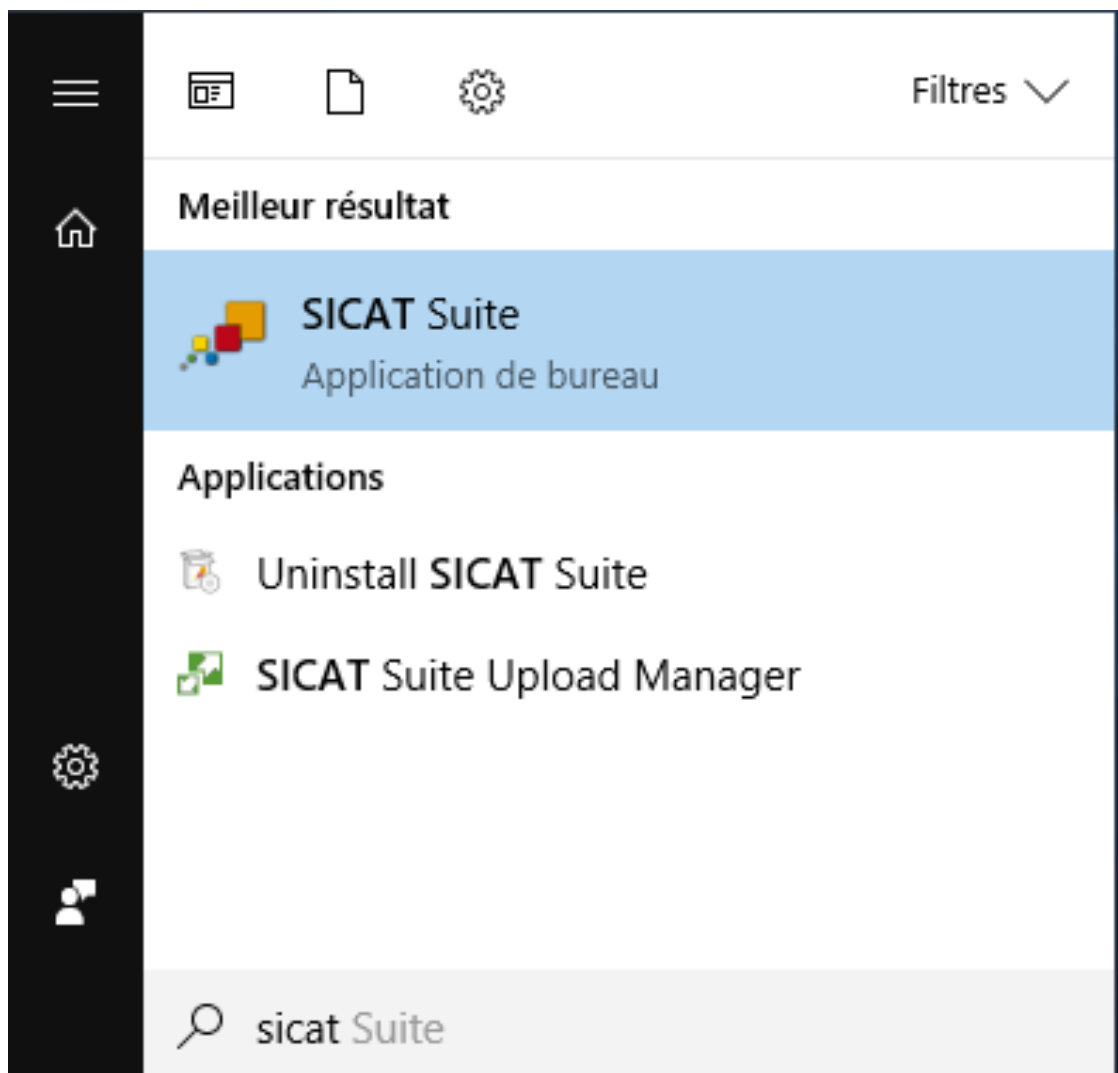 Filtres
Meilleur résultat
SICAT Suite
Application de bureau
Applications
Uninstall SICAT Suite
SICAT Suite Upload Manager
sicat Suite